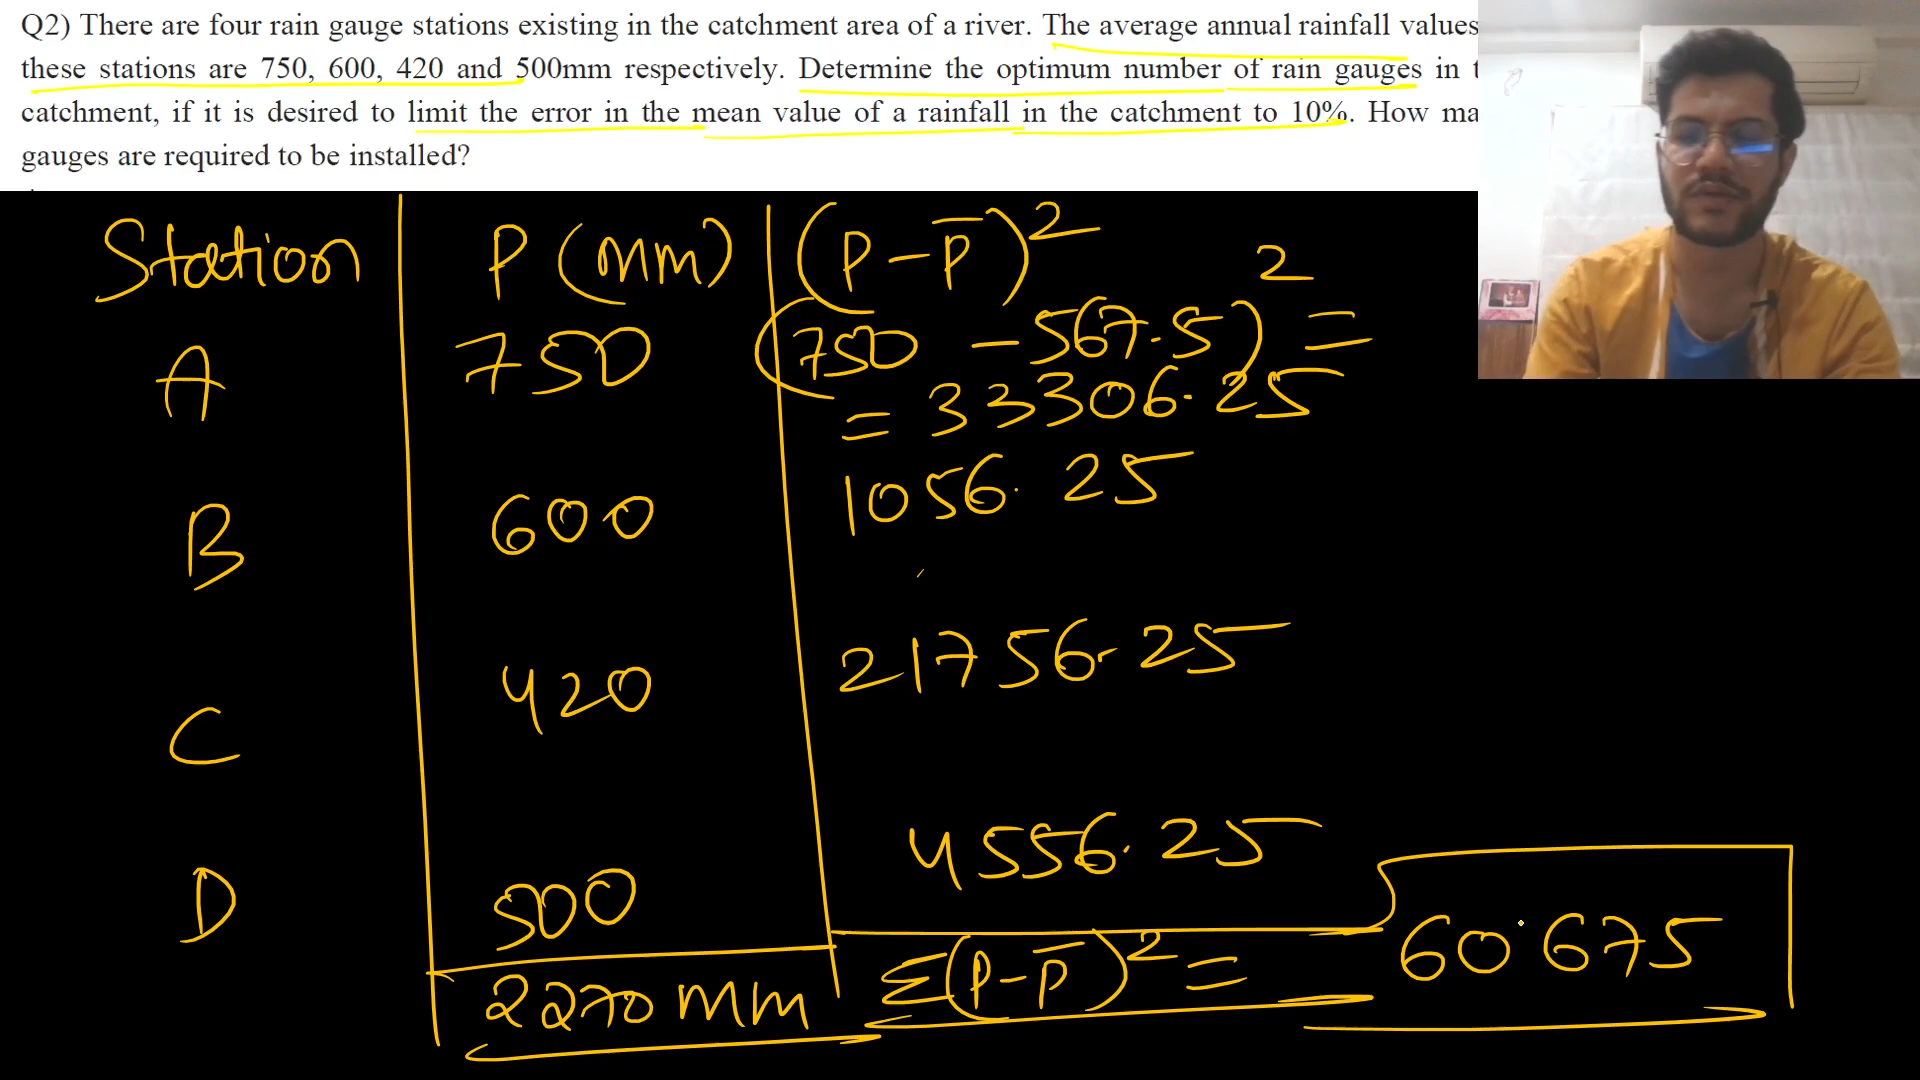 Q2) There are four rain gauge stations existing in the catchment area of a river. The average annual rainfall values
these stations are 750, 600, 420 and 500mm respectively. Determine the optimum number of rain gauges in t
catchment, if it is desired to limit the error in the mean value of a rainfall in the catchment to 10%. How ma
gauges are required to be installed?
Station P (mm) (P-P̅)²
A 750 (750 - 567.5)² =
= 33306.25
B 600 1056.25
C 420 21756.25
D 500 4556.25
2270 mm Σ(P-P̅)² = 60675